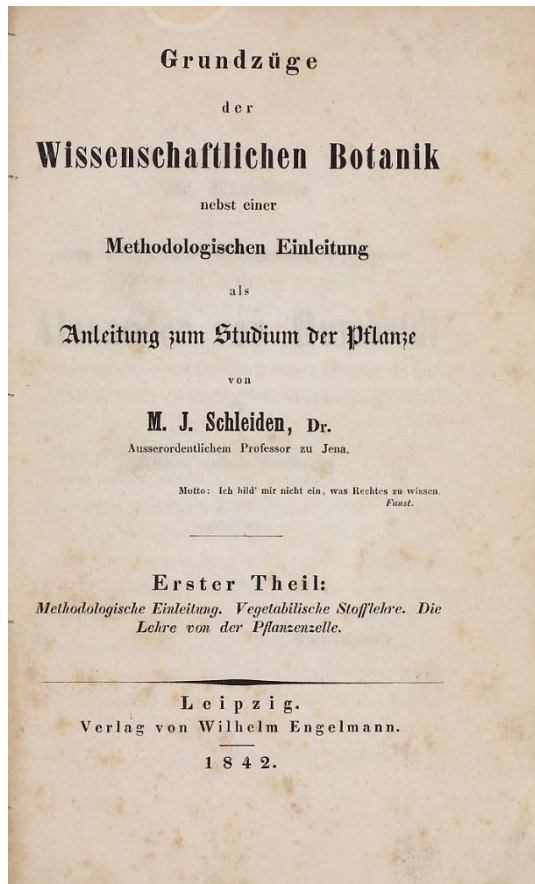 Grundzüge
der
Wissenschaftlichen Botanik
nebst einer
Methodologischen Einleitung
als
Anleitung zum Studium der Pflanze
von
M. J. Schleiden, Dr.
Ausserordentlichem Professor zu Jena.
Motto: Ich bild' mir nicht ein, was Rechtes zu wissen.
Faust.
Erster Theil:
Methodologische Einleitung. Vegetabilische Stofflehre. Die
Lehre von der Pflanzenzelle.
Leipzig.
Verlag von Wilhelm Engelmann.
1842.